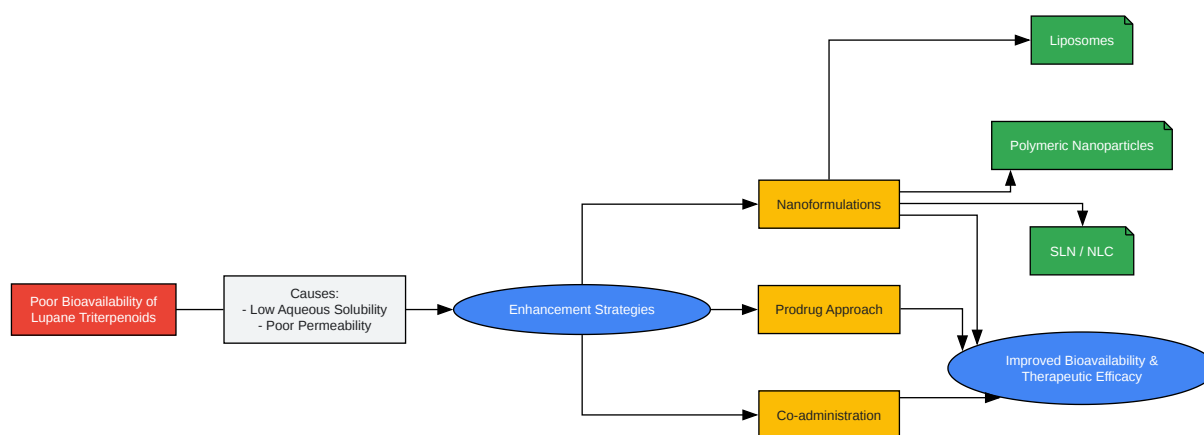 Liposomes
Polymeric Nanoparticles
Nanoformulations
SLN / NLC
Poor Bioavailability of
Lupane Triterpenoids
Causes:
- Low Aqueous Solubility
- Poor Permeability
Enhancement Strategies
Prodrug Approach
Improved Bioavailability &
Therapeutic Efficacy
Co-administration